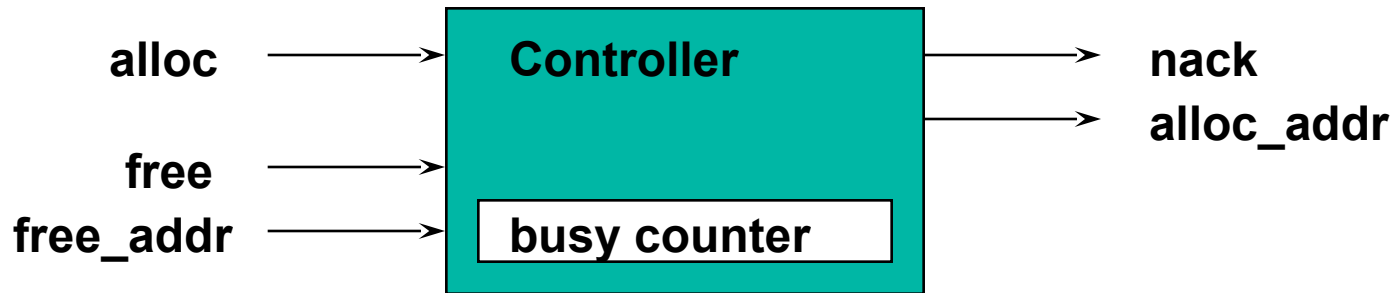 alloc
Controller
nack
alloc_addr
free
free_addr
busy counter